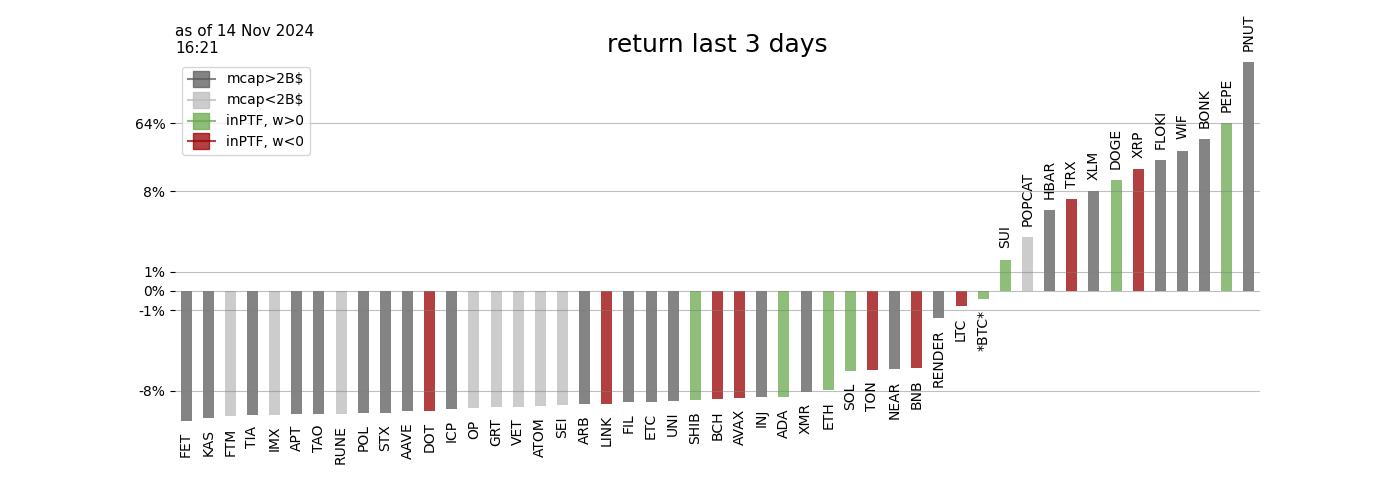 as of 14 Nov 2024
16:21
return last 3 days
mcap>2B$
mcap<2B$
inPTF, w>0
inPTF, w<0
64%
8%
1%
0%
-1%
-8%
FET
KAS
FTM
TIA
IMX
APT
TAO
RUNE
POL
STX
AAVE
DOT
ICP
OP
GRT
VET
ATOM
SEI
ARB
LINK
FIL
ETC
UNI
SHIB
BCH
AVAX
INJ
ADA
XMR
ETH
SOL
TON
NEAR
BNB
RENDER
LTC
*BTC*
SUI
POPCAT
HBAR
TRX
XLM
DOGE
XRP
FLOKI
WIF
BONK
PEPE
PNUT